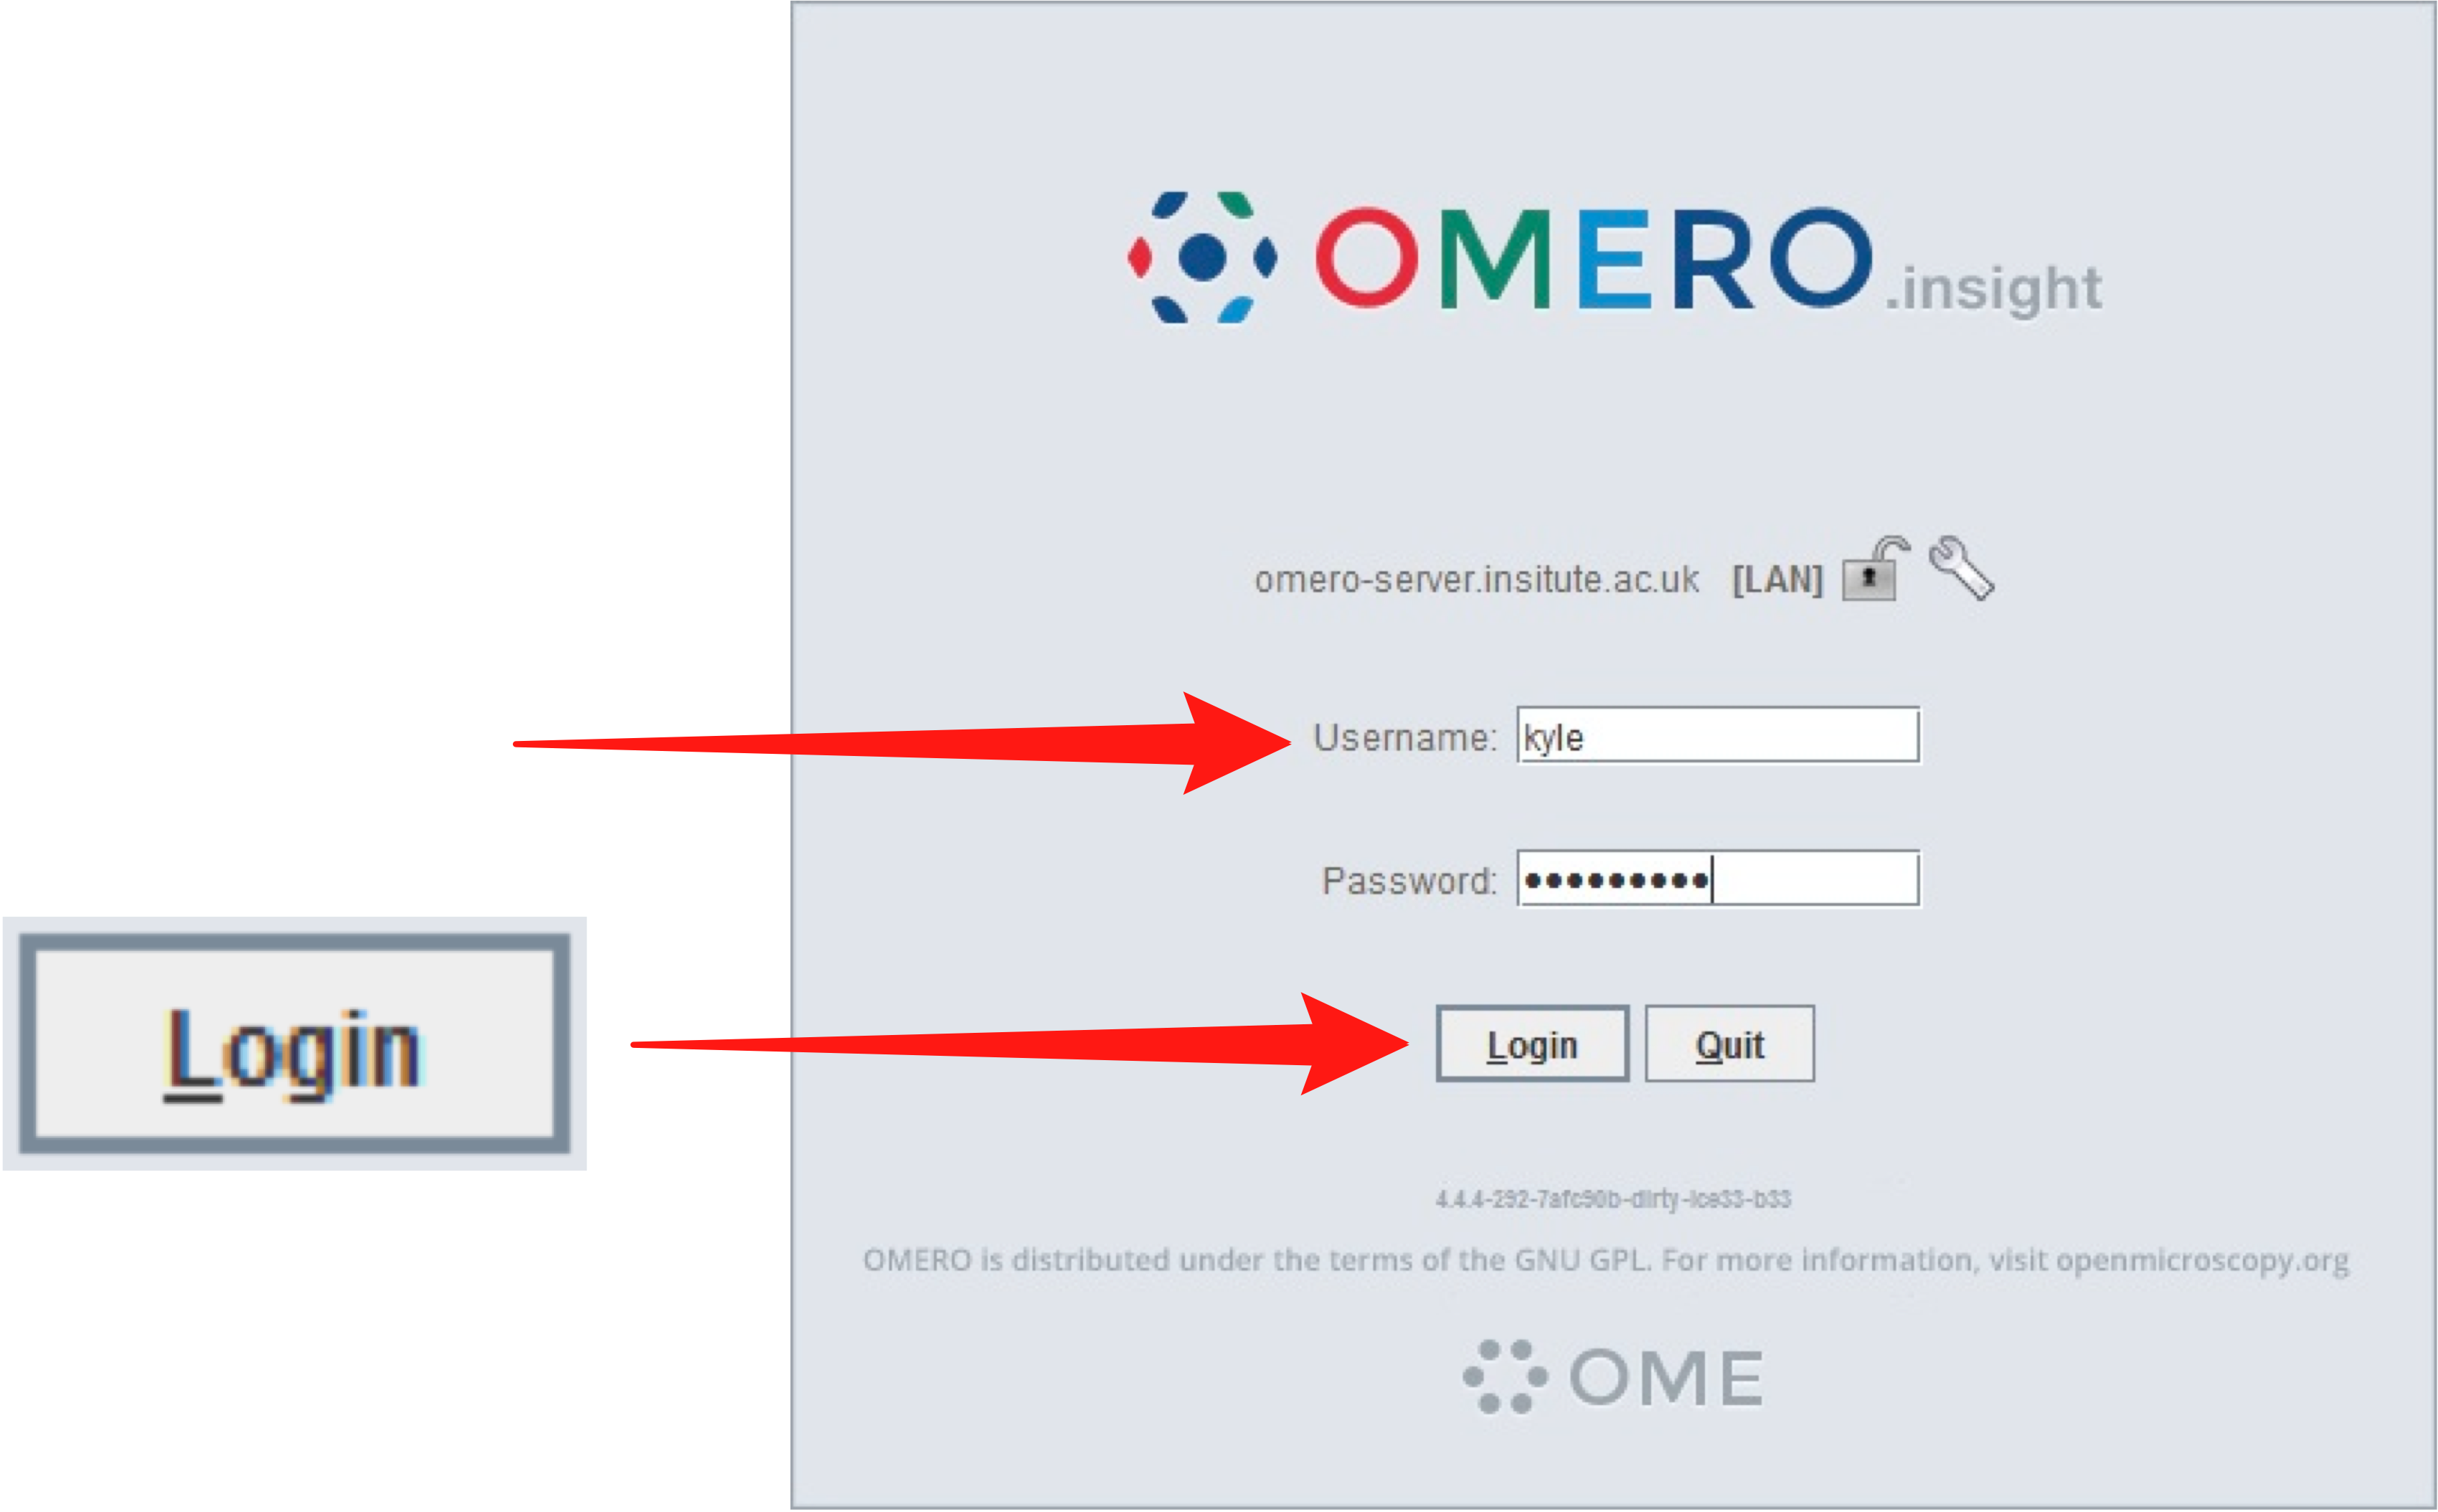 OMERO.insight
omero-server.insitute.ac.uk [LAN]
Username: kyle
Password: •••••••••
Login
Login Quit
4.4.4-292-7afc90b-dirty-ice33-b33
OMERO is distributed under the terms of the GNU GPL. For more information, visit openmicroscopy.org
OME